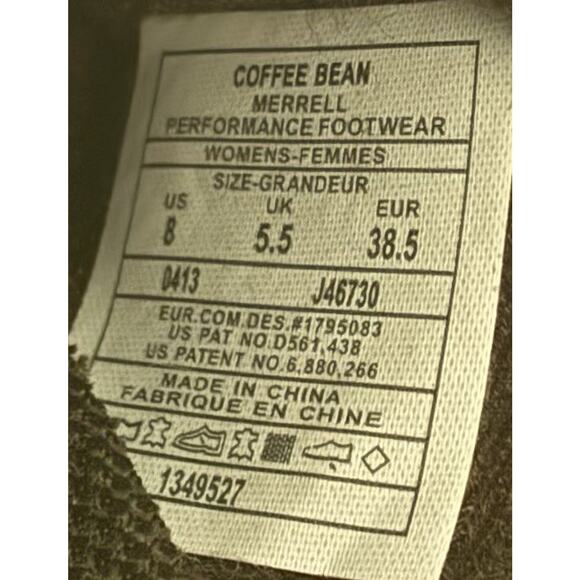 COFFEE BEAN
MERRELL
PERFORMANCE FOOTWEAR
WOMENS-FEMMES
SIZE-GRANDEUR
US UK EUR
8 5.5 38.5
0413 J46730
EUR.COM.DES.#1795083
US PAT NO.D561,438
US PATENT NO.6,880,266
MADE IN CHINA
FABRIQUE EN CHINE
1349527